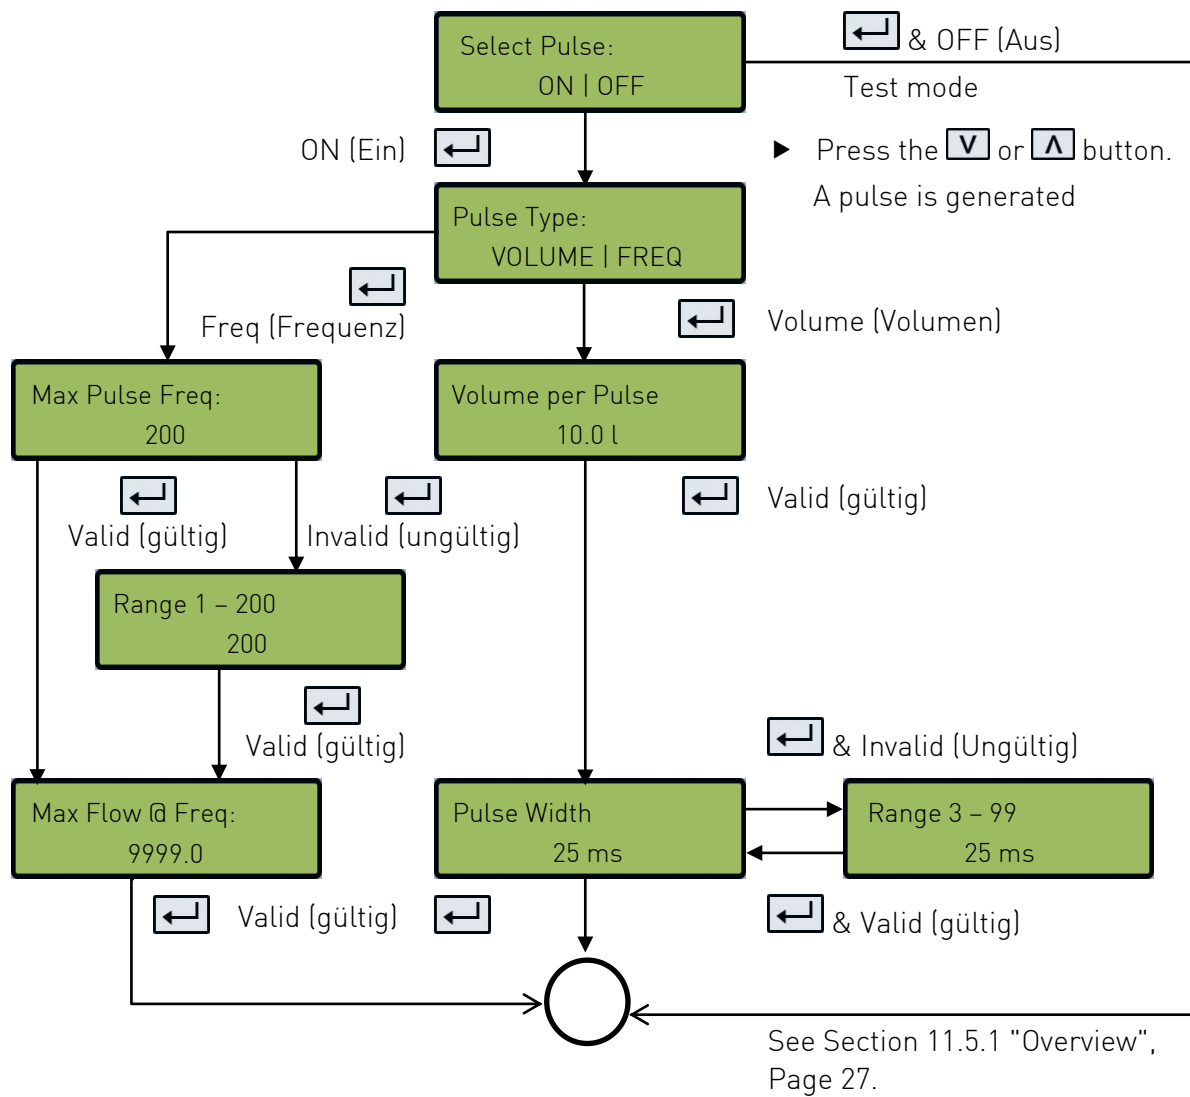 Select Pulse:
ON | OFF
& OFF (Aus)
Test mode
ON (Ein)
Press the V or Λ button.
A pulse is generated
Pulse Type:
VOLUME | FREQ
Freq (Frequenz)
Volume (Volumen)
Max Pulse Freq:
200
Volume per Pulse
10.0 l
Valid (gültig)
Invalid (ungültig)
Valid (gültig)
Range 1 – 200
200
Valid (gültig)
& Invalid (Ungültig)
Max Flow @ Freq:
9999.0
Pulse Width
25 ms
Range 3 – 99
25 ms
Valid (gültig)
& Valid (gültig)
See Section 11.5.1 "Overview",
Page 27.